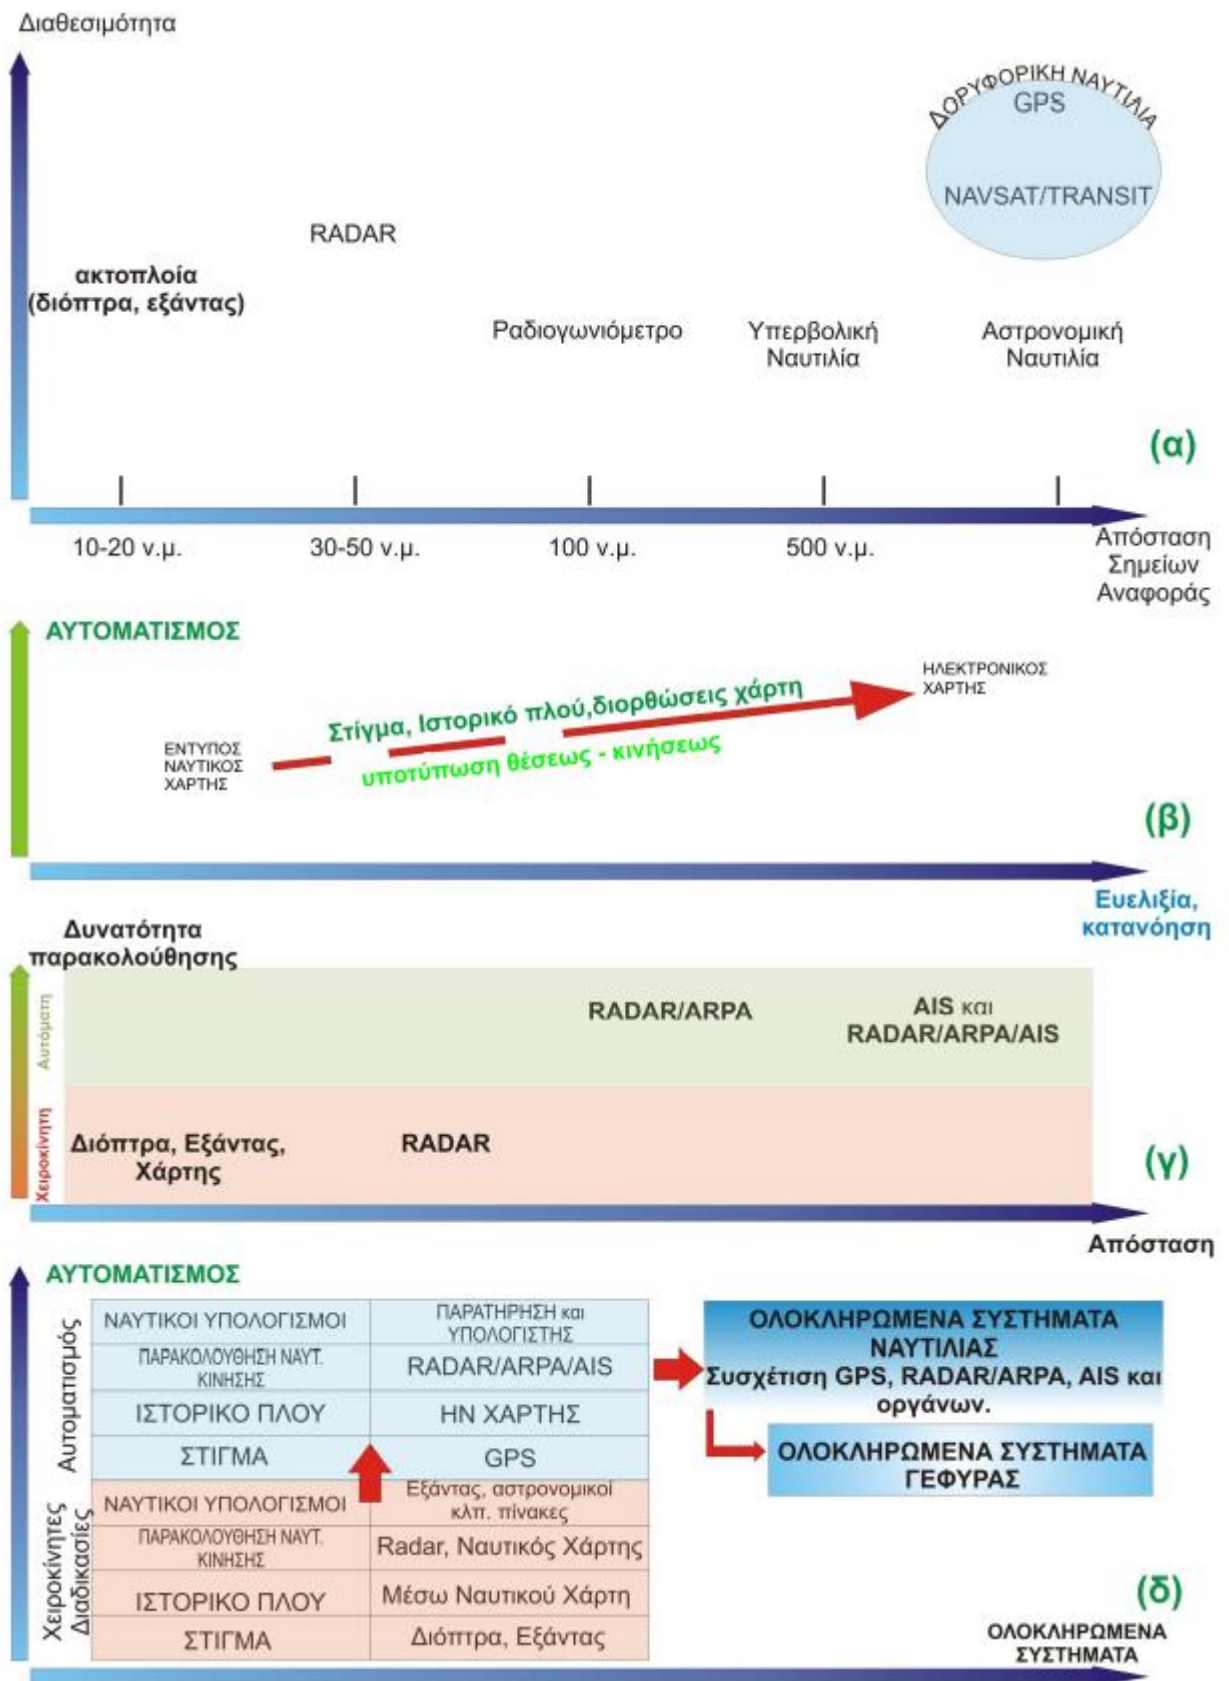 Διαθεσιμότητα
ΔΟΡΥΦΟΡΙΚΗ ΝΑΥΤΙΛΙΑ
GPS
NAVSAT/TRANSIT
RADAR
ακτοπλοία
(διόπτρα, εξάντας)
Ραδιογωνιόμετρο
Υπερβολική
Ναυτιλία
Αστρονομική
Ναυτιλία
(α)
10-20 ν.μ.
30-50 ν.μ.
100 ν.μ.
500 ν.μ.
Απόσταση
Σημείων
Αναφοράς
ΑΥΤΟΜΑΤΙΣΜΟΣ
ΗΛΕΚΤΡΟΝΙΚΟΣ
ΧΑΡΤΗΣ
Στίγμα, Ιστορικό πλού,διορθώσεις χάρτη
υποτύπωση θέσεως - κινήσεως
ΕΝΤΥΠΟΣ
ΝΑΥΤΙΚΟΣ
ΧΑΡΤΗΣ
(β)
Ευελιξία,
κατανόηση
Δυνατότητα
παρακολούθησης
Αυτόματη
RADAR/ARPA
AIS και
RADAR/ARPA/AIS
Χειροκίνητη
Διόπτρα, Εξάντας,
Χάρτης
RADAR
(γ)
Απόσταση
ΑΥΤΟΜΑΤΙΣΜΟΣ
Αυτοματισμός
ΝΑΥΤΙΚΟΙ ΥΠΟΛΟΓΙΣΜΟΙ
ΠΑΡΑΤΗΡΗΣΗ και
ΥΠΟΛΟΓΙΣΤΗΣ
ΠΑΡΑΚΟΛΟΥΘΗΣΗ ΝΑΥΤ.
ΚΙΝΗΣΗΣ
RADAR/ARPA/AIS
ΙΣΤΟΡΙΚΟ ΠΛΟΥ
ΗΝ ΧΑΡΤΗΣ
ΣΤΙΓΜΑ
GPS
Χειροκίνητες
Διαδικασίες
ΝΑΥΤΙΚΟΙ ΥΠΟΛΟΓΙΣΜΟΙ
Εξάντας, αστρονομικοί
κλπ. πίνακες
ΠΑΡΑΚΟΛΟΥΘΗΣΗ ΝΑΥΤ.
ΚΙΝΗΣΗΣ
Radar, Ναυτικός Χάρτης
ΙΣΤΟΡΙΚΟ ΠΛΟΥ
Μέσω Ναυτικού Χάρτη
ΣΤΙΓΜΑ
Διόπτρα, Εξάντας
ΟΛΟΚΛΗΡΩΜΕΝΑ ΣΥΣΤΗΜΑΤΑ
ΝΑΥΤΙΛΙΑΣ
Συσχέτιση GPS, RADAR/ARPA, AIS και
οργάνων.
ΟΛΟΚΛΗΡΩΜΕΝΑ ΣΥΣΤΗΜΑΤΑ
ΓΕΦΥΡΑΣ
(δ)
ΟΛΟΚΛΗΡΩΜΕΝΑ
ΣΥΣΤΗΜΑΤΑ